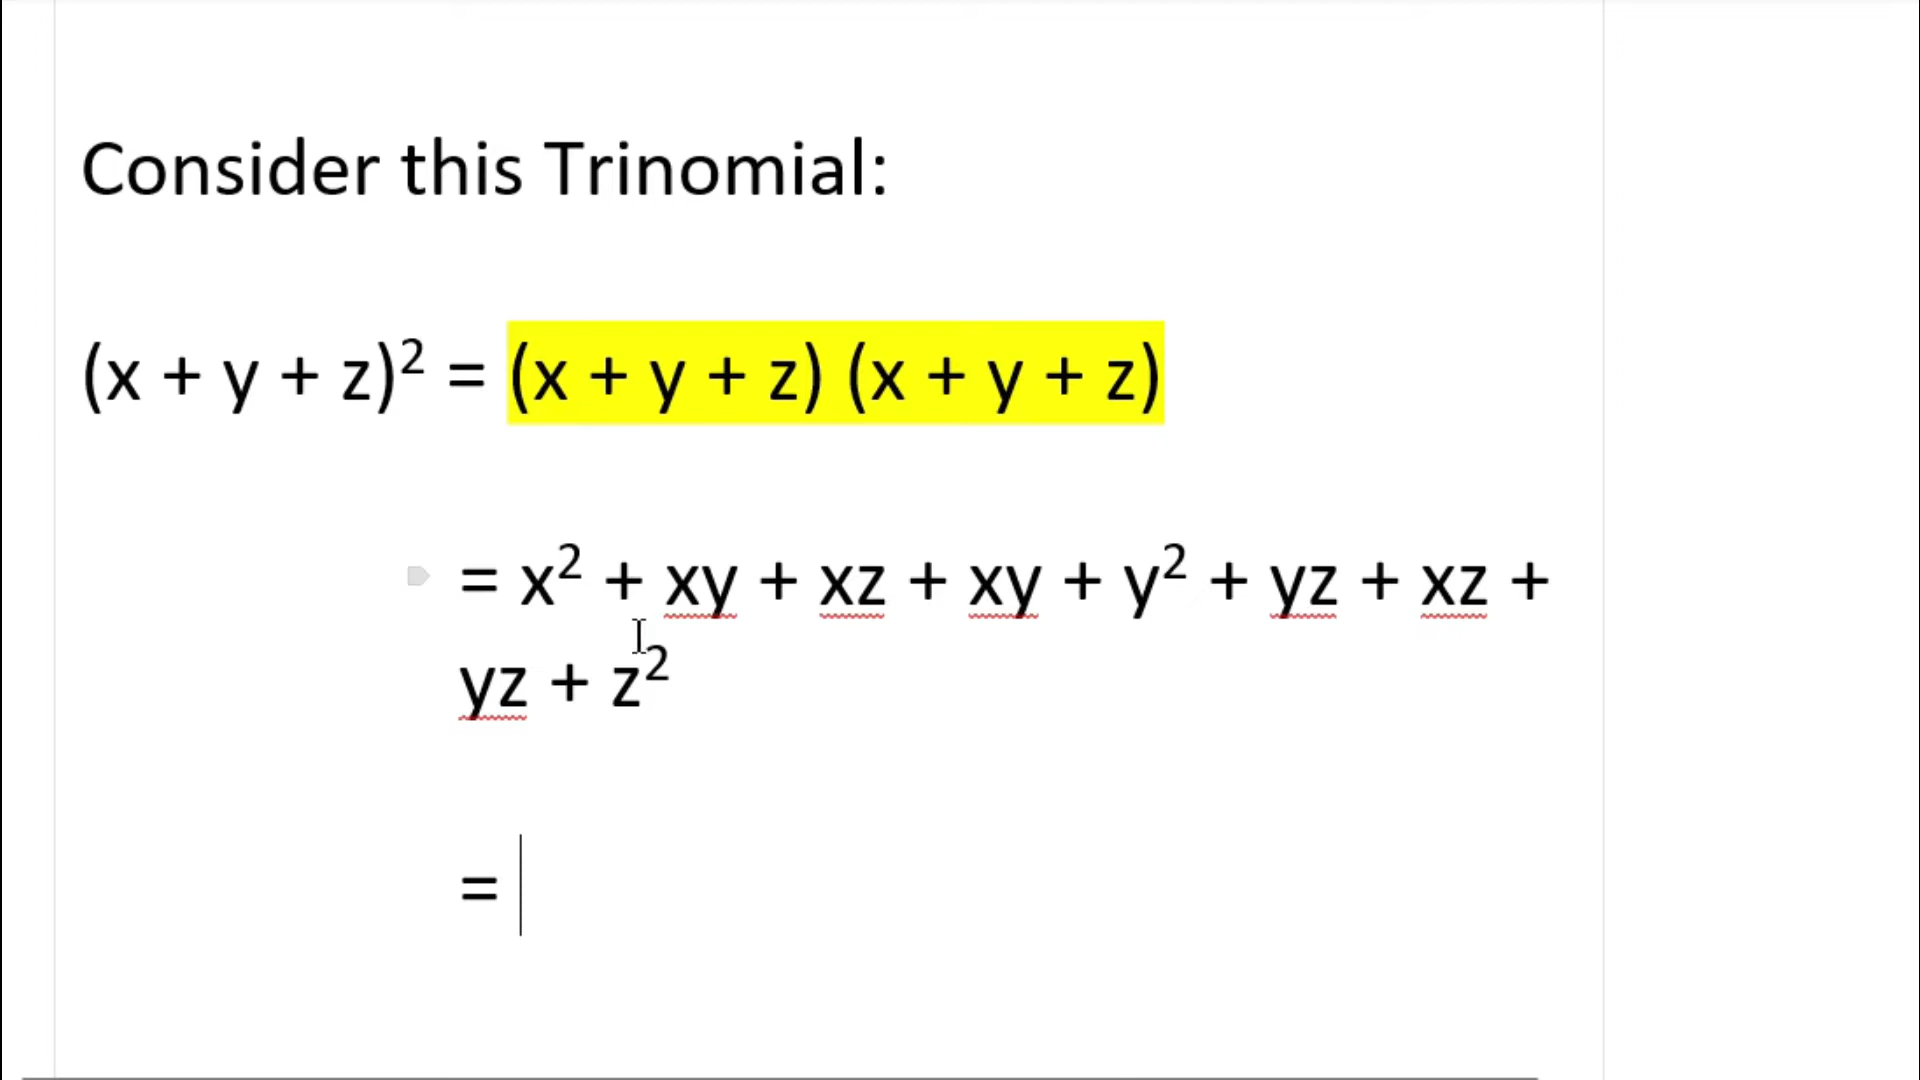 Consider this Trinomial:
(x + y + z)² = (x + y + z) (x + y + z)
= x² + xy + xz + xy + y² + yz + xz +
yz + z²
=